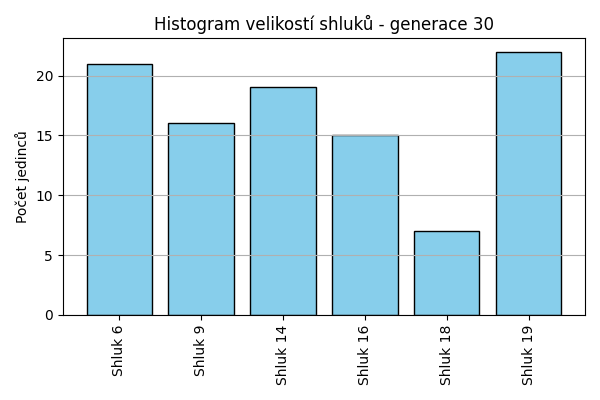 Histogram velikostí shluků - generace 30
Počet jedinců
20
15
10
5
0
Shluk 6
Shluk 9
Shluk 14
Shluk 16
Shluk 18
Shluk 19